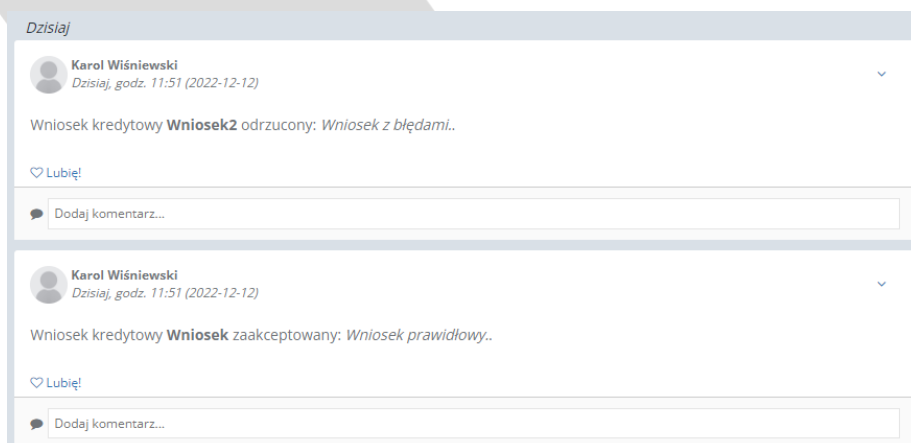 Dzisiaj
Karol Wiśniewski
Dzisiaj, godz. 11:51 (2022-12-12)
Wniosek kredytowy Wniosek2 odrzucony: Wniosek z błędami..
Lubię!
Dodaj komentarz...
Karol Wiśniewski
Dzisiaj, godz. 11:51 (2022-12-12)
Wniosek kredytowy Wniosek zaakceptowany: Wniosek prawidłowy..
Lubię!
Dodaj komentarz...